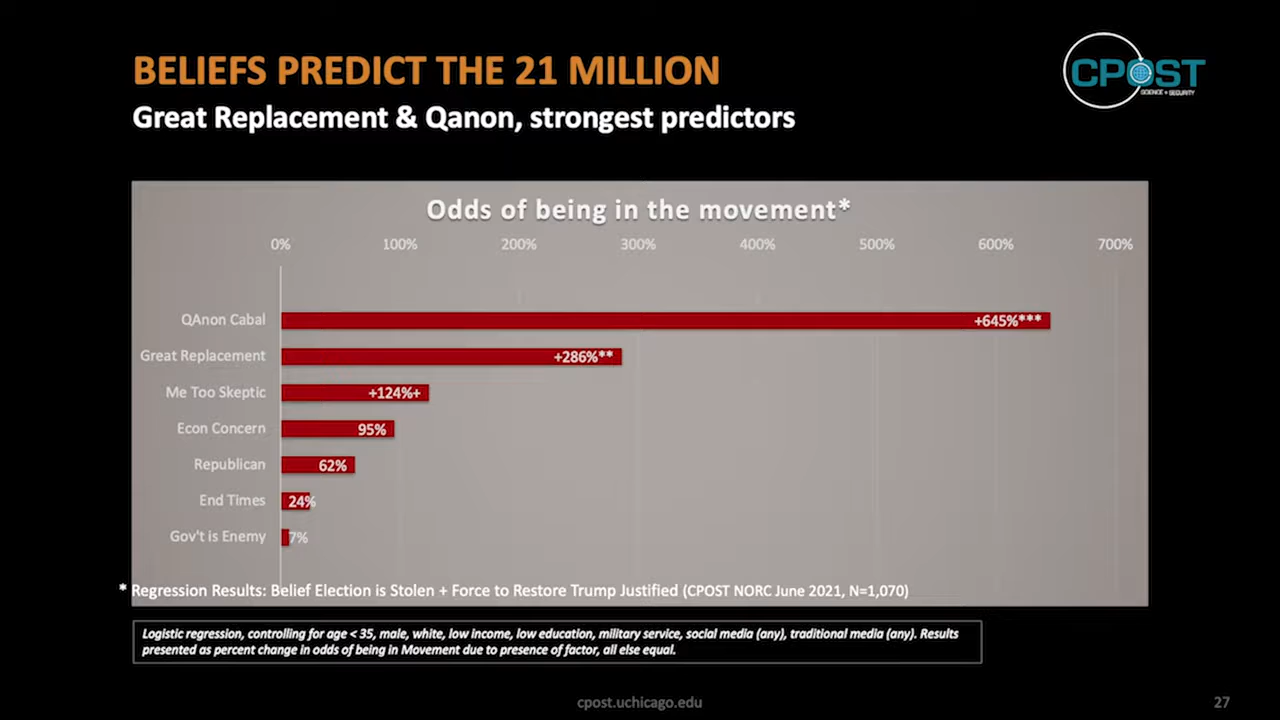 BELIEFS PREDICT THE 21 MILLION
Great Replacement & Qanon, strongest predictors
CPOST
SCIENCE + SECURITY
Odds of being in the movement*
0% 100% 200% 300% 400% 500% 600% 700%
QAnon Cabal +645%***
Great Replacement +286%**
Me Too Skeptic +124%+
Econ Concern 95%
Republican 62%
End Times 24%
Gov't is Enemy 7%
* Regression Results: Belief Election is Stolen + Force to Restore Trump Justified (CPOST NORC June 2021, N=1,070)
Logistic regression, controlling for age < 35, male, white, low income, low education, military service, social media (any), traditional media (any). Results
presented as percent change in odds of being in Movement due to presence of factor, all else equal.
cpost.uchicago.edu
27